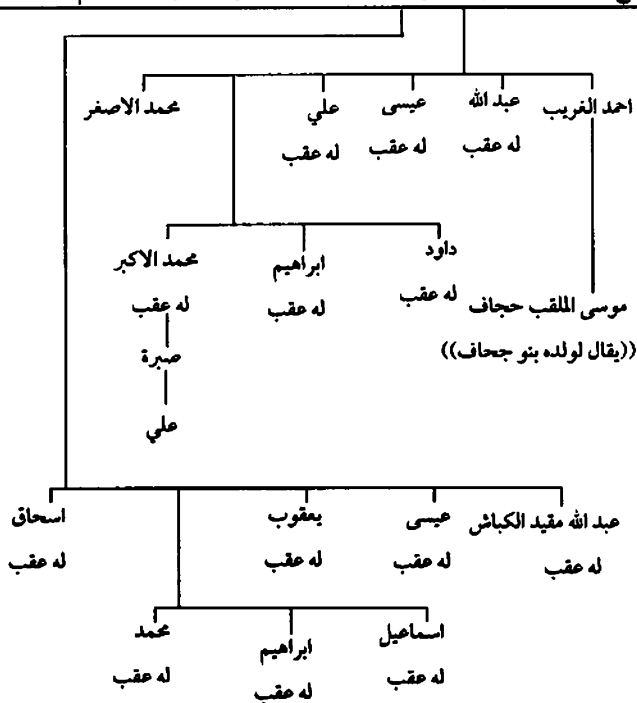 احمد الغريب عبد الله عيسى علي محمد الاصغر
له عقب له عقب له عقب
داود ابراهيم محمد الاكبر
له عقب له عقب له عقب
موسى الملقب حجاف
((يقال لولده بنو جحاف))
صبرة
علي
عبد الله مقيد الكباش عيسى يعقوب اسحاق
له عقب له عقب له عقب له عقب
اسماعيل ابراهيم محمد
له عقب له عقب له عقب